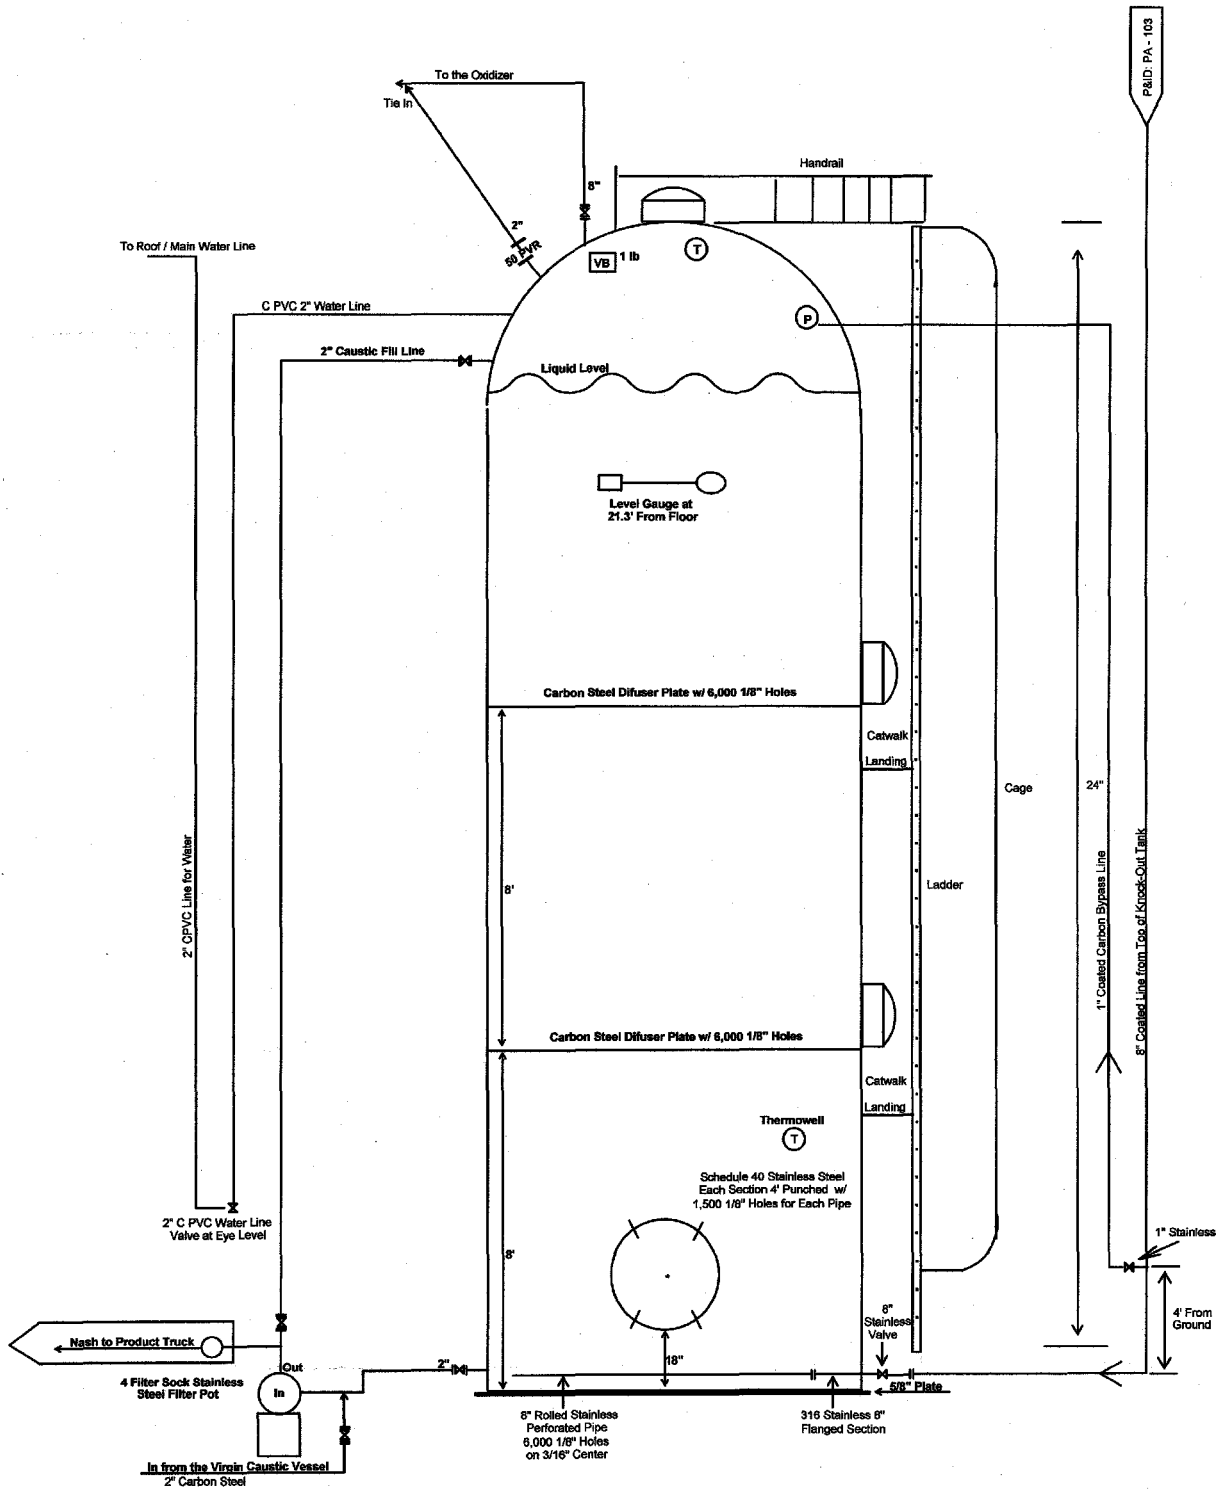 P&ID: PA - 103
To the Oxidizer
Tie In
Handrail
8"
2"
50 PVR
To Roof / Main Water Line
VB
1 lb
T
C PVC 2" Water Line
P
2" Caustic Fill Line
Liquid Level
Level Gauge at
21.3' From Floor
Carbon Steel Difuser Plate w/ 6,000 1/8" Holes
Catwalk
Landing
24"
Cage
2" CPVC Line for Water
8'
Ladder
1" Coated Carbon Bypass Line
8" Coated Line from Top of Knock-Out Tank
Carbon Steel Difuser Plate w/ 6,000 1/8" Holes
Catwalk
Landing
Thermowell
T
Schedule 40 Stainless Steel
Each Section 4' Punched w/
1,500 1/8" Holes for Each Pipe
2" C PVC Water Line
Valve at Eye Level
8'
1" Stainless
4' From
Ground
8"
Stainless
Valve
Nash to Product Truck
Out
2"
18"
4 Filter Sock Stainless
Steel Filter Pot
In
5/8" Plate
8" Rolled Stainless
Perforated Pipe
6,000 1/8" Holes
on 3/16" Center
316 Stainless 8"
Flanged Section
In from the Virgin Caustic Vessel
2" Carbon Steel